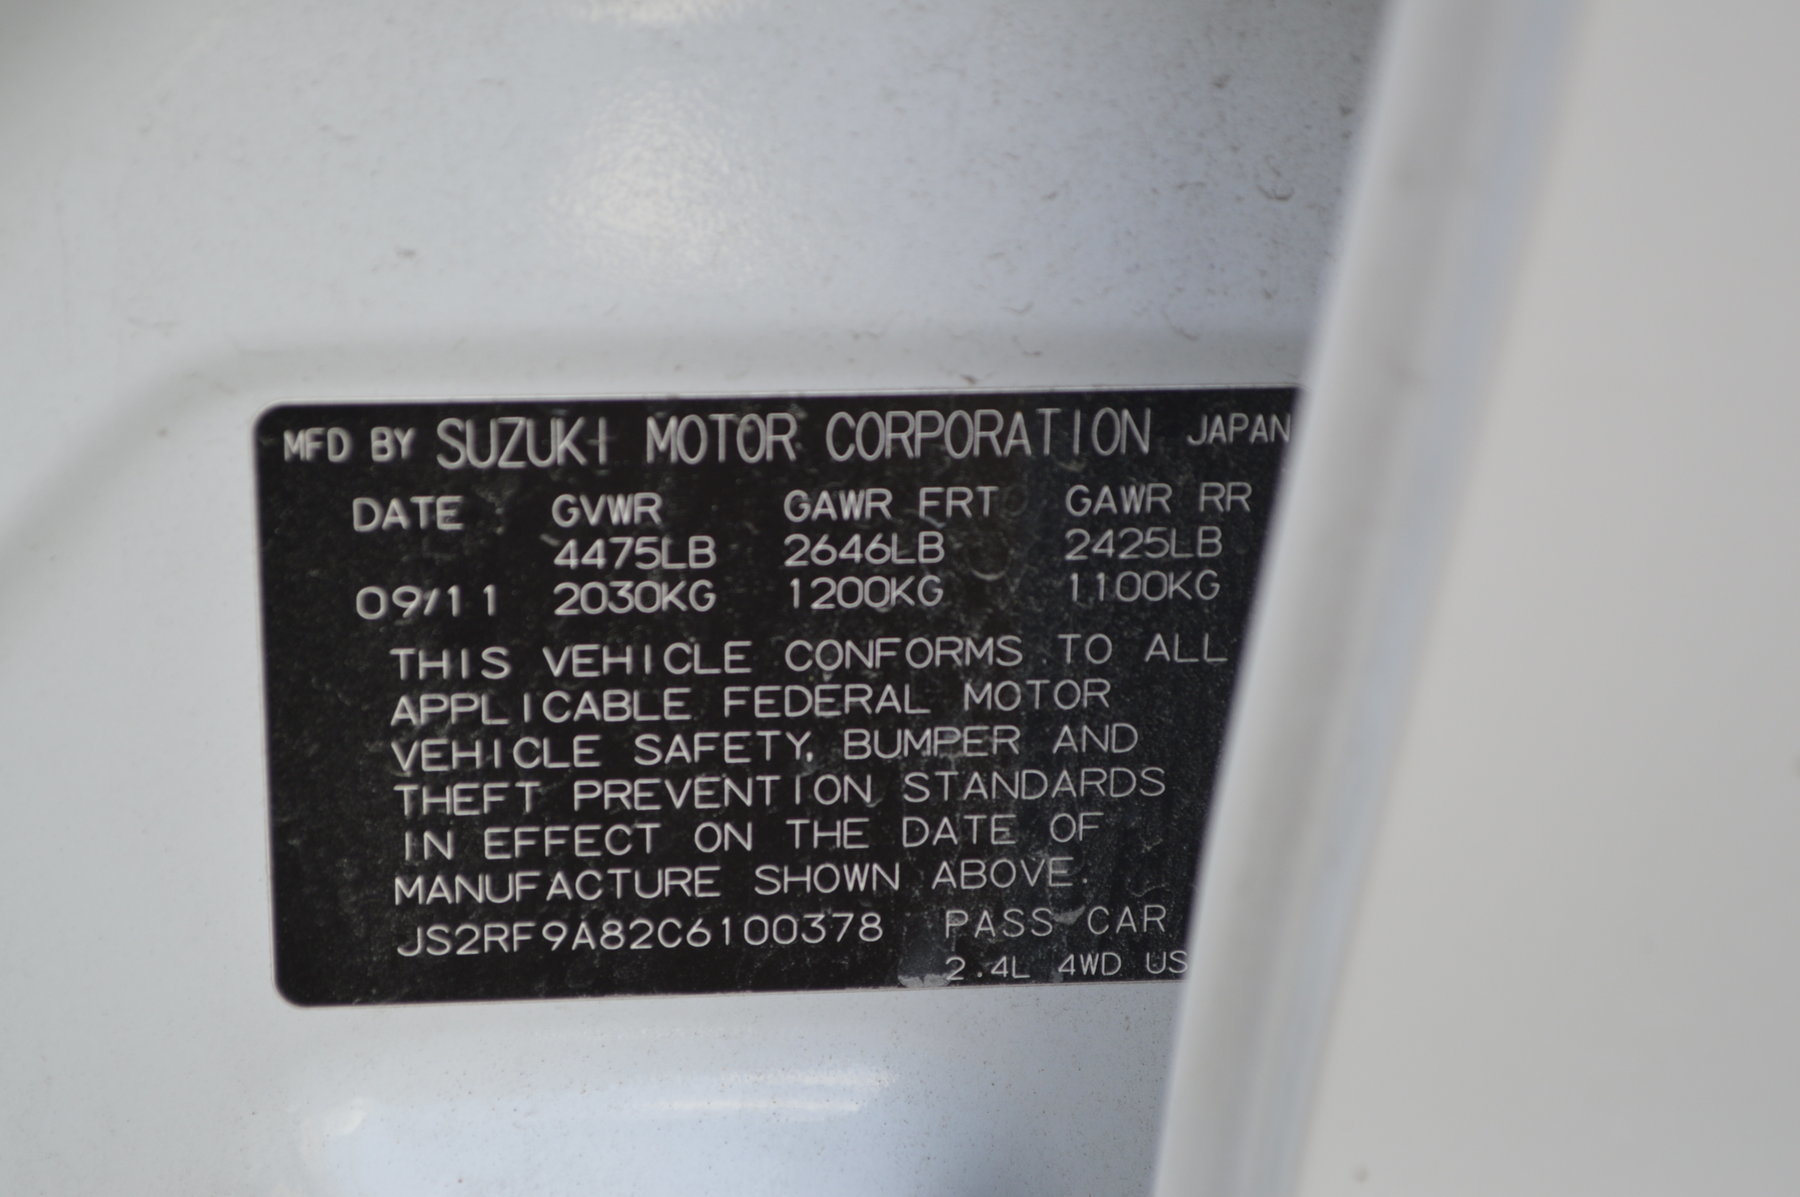 MFD BY SUZUKI MOTOR CORPORATION JAPAN
DATE GVWR GAWR FRT GAWR RR
4475LB 2646LB 2425LB
09/11 2030KG 1200KG 1100KG
THIS VEHICLE CONFORMS TO ALL
APPLICABLE FEDERAL MOTOR
VEHICLE SAFETY, BUMPER AND
THEFT PREVENTION STANDARDS
IN EFFECT ON THE DATE OF
MANUFACTURE SHOWN ABOVE.
JS2RF9A82C6100378 PASS CAR
2.4L 4WD US